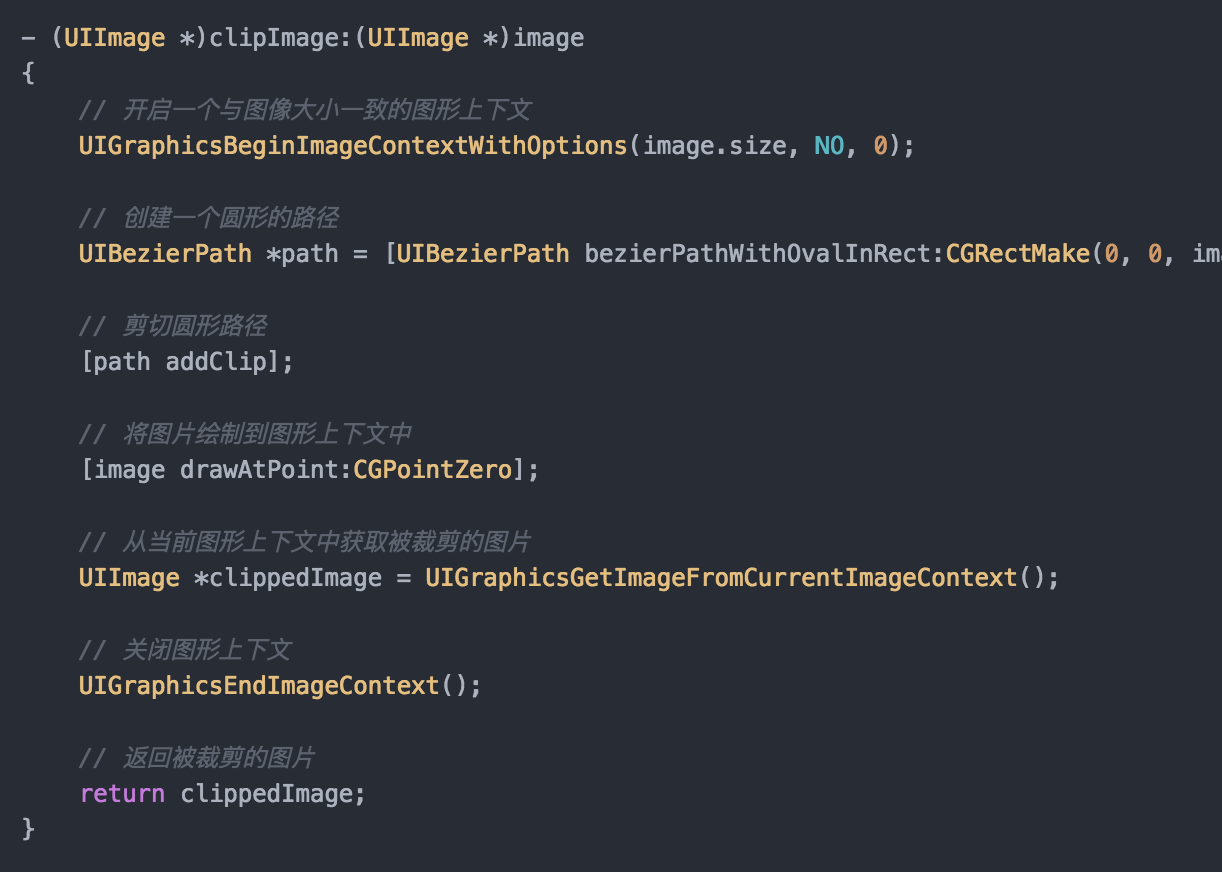 - (UIImage *)clipImage:(UIImage *)image
{
    // 开启一个与图像大小一致的图形上下文
    UIGraphicsBeginImageContextWithOptions(image.size, NO, 0);

    // 创建一个圆形的路径
    UIBezierPath *path = [UIBezierPath bezierPathWithOvalInRect:CGRectMake(0, 0, im

    // 剪切圆形路径
    [path addClip];

    // 将图片绘制到图形上下文中
    [image drawAtPoint:CGPointZero];

    // 从当前图形上下文中获取被裁剪的图片
    UIImage *clippedImage = UIGraphicsGetImageFromCurrentImageContext();

    // 关闭图形上下文
    UIGraphicsEndImageContext();

    // 返回被裁剪的图片
    return clippedImage;
}